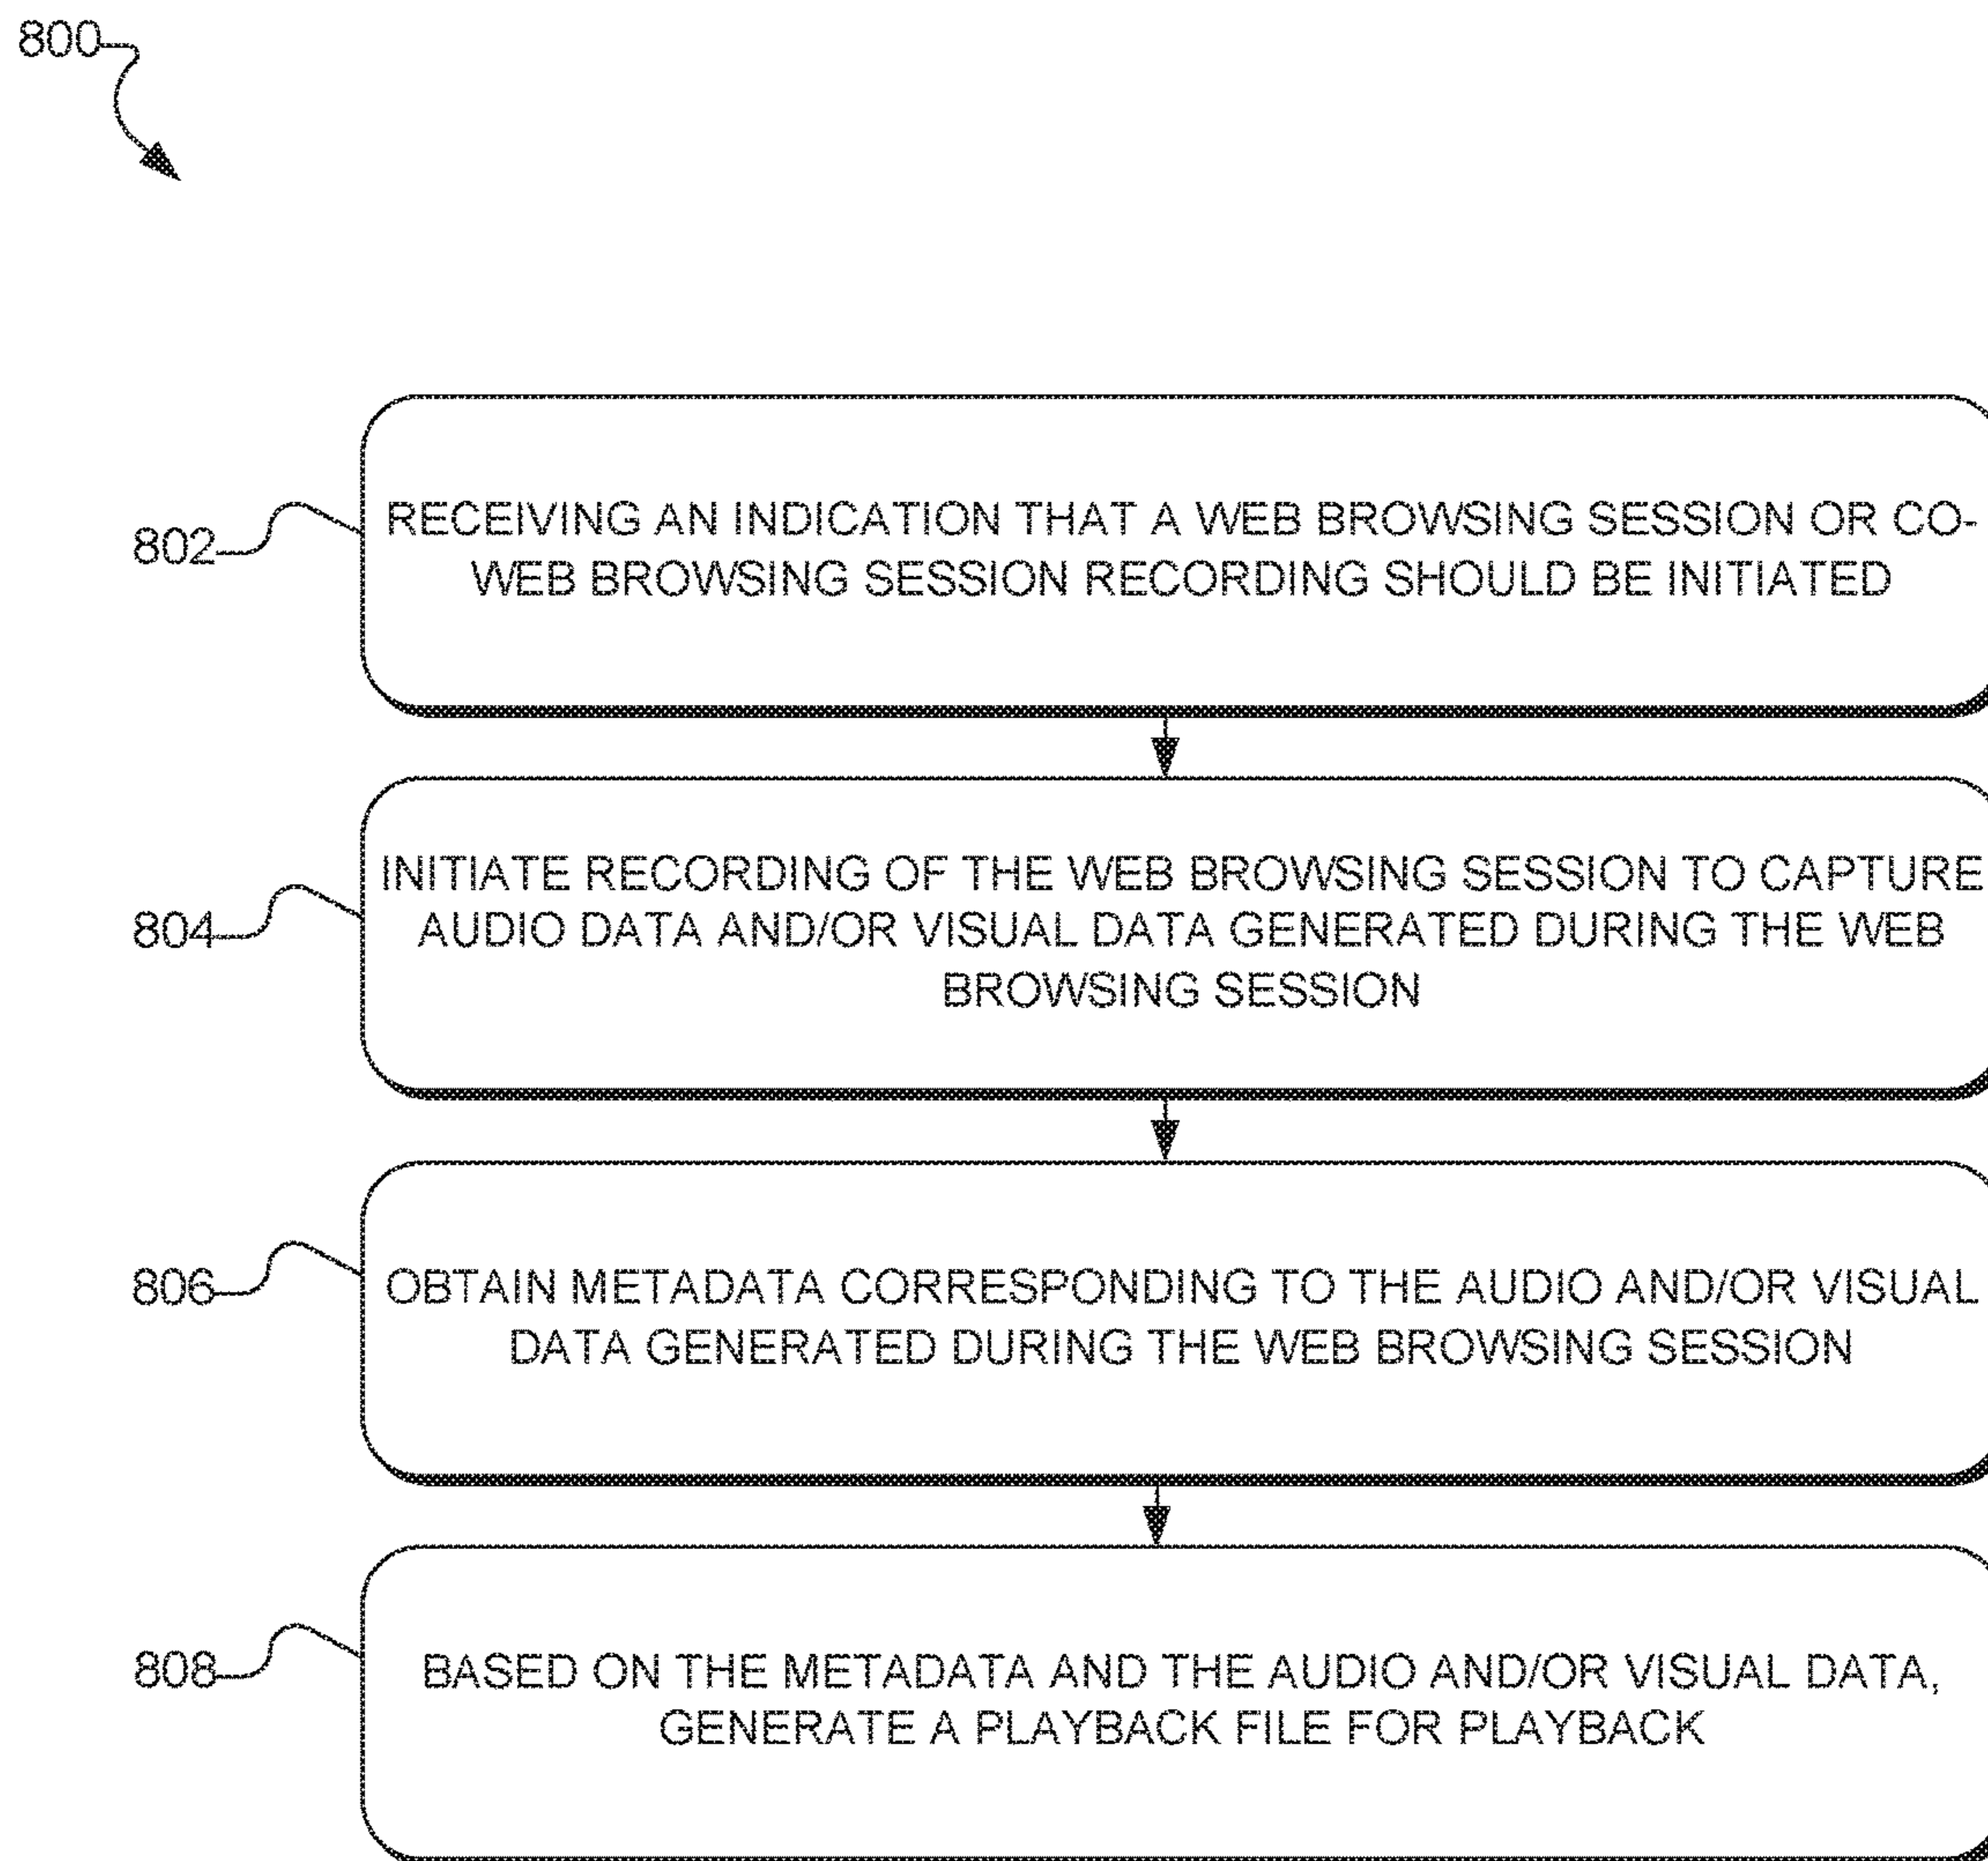 800
802
RECEIVING AN INDICATION THAT A WEB BROWSING SESSION OR CO-
WEB BROWSING SESSION RECORDING SHOULD BE INITIATED
804
INITIATE RECORDING OF THE WEB BROWSING SESSION TO CAPTURE
AUDIO DATA AND/OR VISUAL DATA GENERATED DURING THE WEB
BROWSING SESSION
806
OBTAIN METADATA CORRESPONDING TO THE AUDIO AND/OR VISUAL
DATA GENERATED DURING THE WEB BROWSING SESSION
808
BASED ON THE METADATA AND THE AUDIO AND/OR VISUAL DATA,
GENERATE A PLAYBACK FILE FOR PLAYBACK